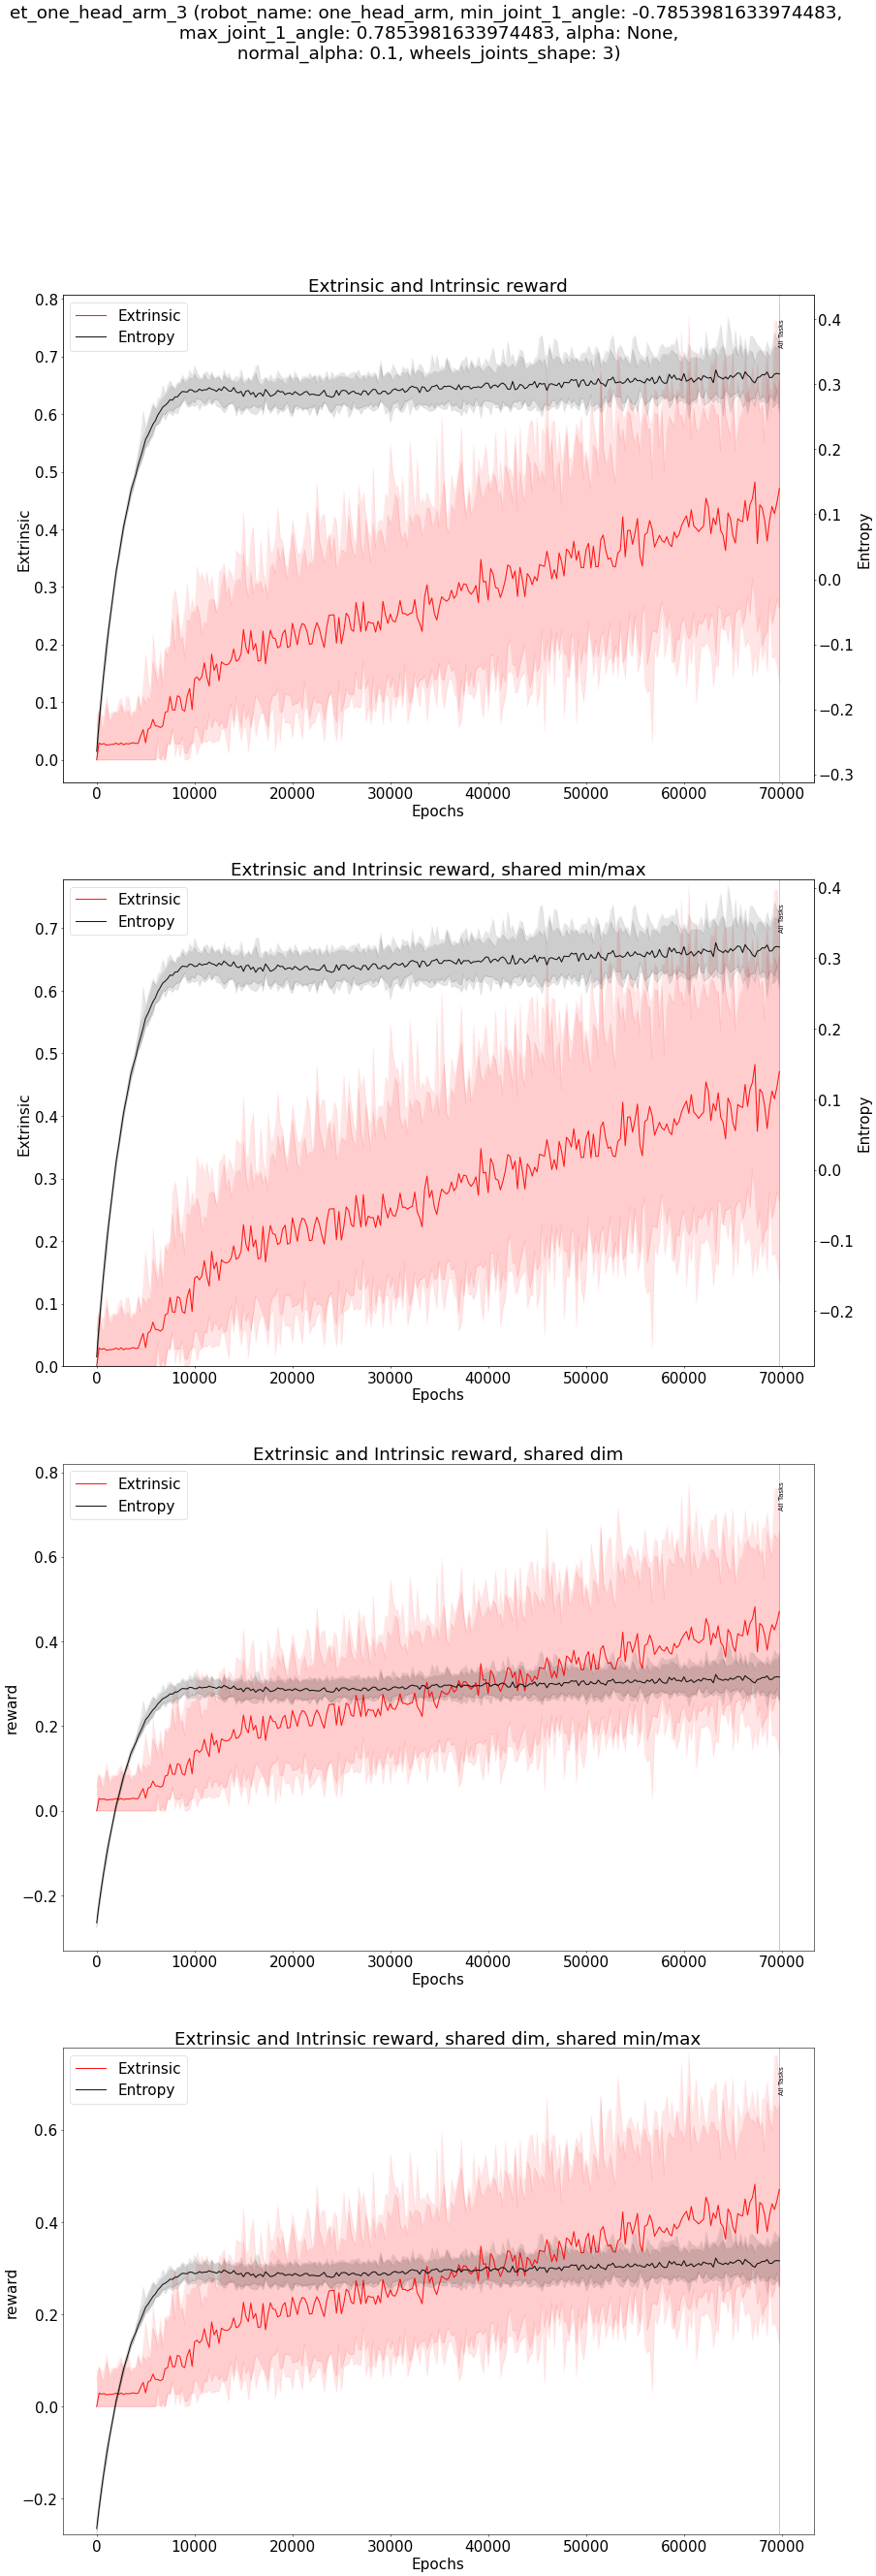 et_one_head_arm_3 (robot_name: one_head_arm, min_joint_1_angle: -0.7853981633974483,
max_joint_1_angle: 0.7853981633974483, alpha: None,
normal_alpha: 0.1, wheels_joints_shape: 3)
Extrinsic and Intrinsic reward
Extrinsic
Entropy
All Tasks
0.8
0.7
0.6
0.5
0.4
0.3
0.2
0.1
0.0
Extrinsic
0.4
0.3
0.2
0.1
0.0
−0.1
−0.2
−0.3
Entropy
0 10000 20000 30000 40000 50000 60000 70000
Epochs
Extrinsic and Intrinsic reward, shared min/max
Extrinsic
Entropy
All Tasks
0.7
0.6
0.5
0.4
0.3
0.2
0.1
0.0
Extrinsic
0.4
0.3
0.2
0.1
0.0
−0.1
−0.2
Entropy
0 10000 20000 30000 40000 50000 60000 70000
Epochs
Extrinsic and Intrinsic reward, shared dim
Extrinsic
Entropy
All Tasks
0.8
0.6
0.4
0.2
0.0
−0.2
reward
0 10000 20000 30000 40000 50000 60000 70000
Epochs
Extrinsic and Intrinsic reward, shared dim, shared min/max
Extrinsic
Entropy
All Tasks
0.6
0.4
0.2
0.0
−0.2
reward
0 10000 20000 30000 40000 50000 60000 70000
Epochs